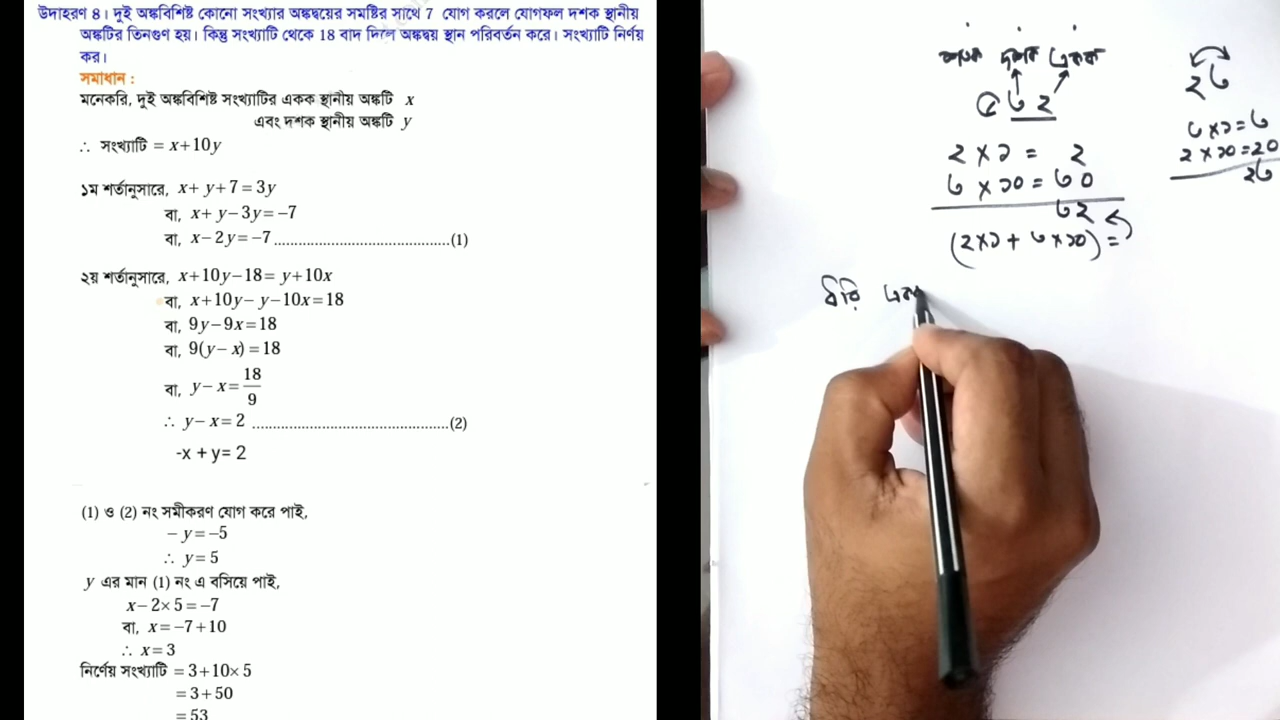 উদাহরণ 8। দুই অঙ্কবিশিষ্ট কোনো সংখ্যার অঙ্কদ্বয়ের সমষ্টির সাথে 7 যোগ করলে যোগফল দশক স্থানীয়
অঙ্কটির তিনগুণ হয়। কিন্তু সংখ্যাটি থেকে 18 বাদ দিলে অঙ্কদ্বয় স্থান পরিবর্তন করে। সংখ্যাটি নির্ণয়
কর।
সমাধান :
মনেকরি, দুই অঙ্কবিশিষ্ট সংখ্যাটির একক স্থানীয় অঙ্কটি x
এবং দশক স্থানীয় অঙ্কটি y
∴ সংখ্যাটি = x+10y
১ম শর্তানুসারে, x+ y+7=3y
বা, x+ y−3y=−7
বা, x−2y=−7..........................................(1)
২য় শর্তানুসারে, x+10y−18= y+10x
বা, x+10y− y−10x=18
বা, 9y−9x=18
বা, 9(y− x)=18
বা, y− x= 18/9
∴ y− x=2 ................................................(2)
-x + y= 2
(1) ও (2) নং সমীকরণ যোগ করে পাই,
− y=−5
∴ y=5
y এর মান (1) নং এ বসিয়ে পাই,
x−2×5=−7
বা, x=−7+10
∴ x=3
নির্ণেয় সংখ্যাটি =3+10×5
=3+50
=53
শতক দশক একক
৫ ৬ ২
২ × ১ = ২
৬ × ১০ = ৬০
৬২
(২×১ + ৬×১০) =
ধরি
২৬
৬×১=৬
২×১০=২০
২৬